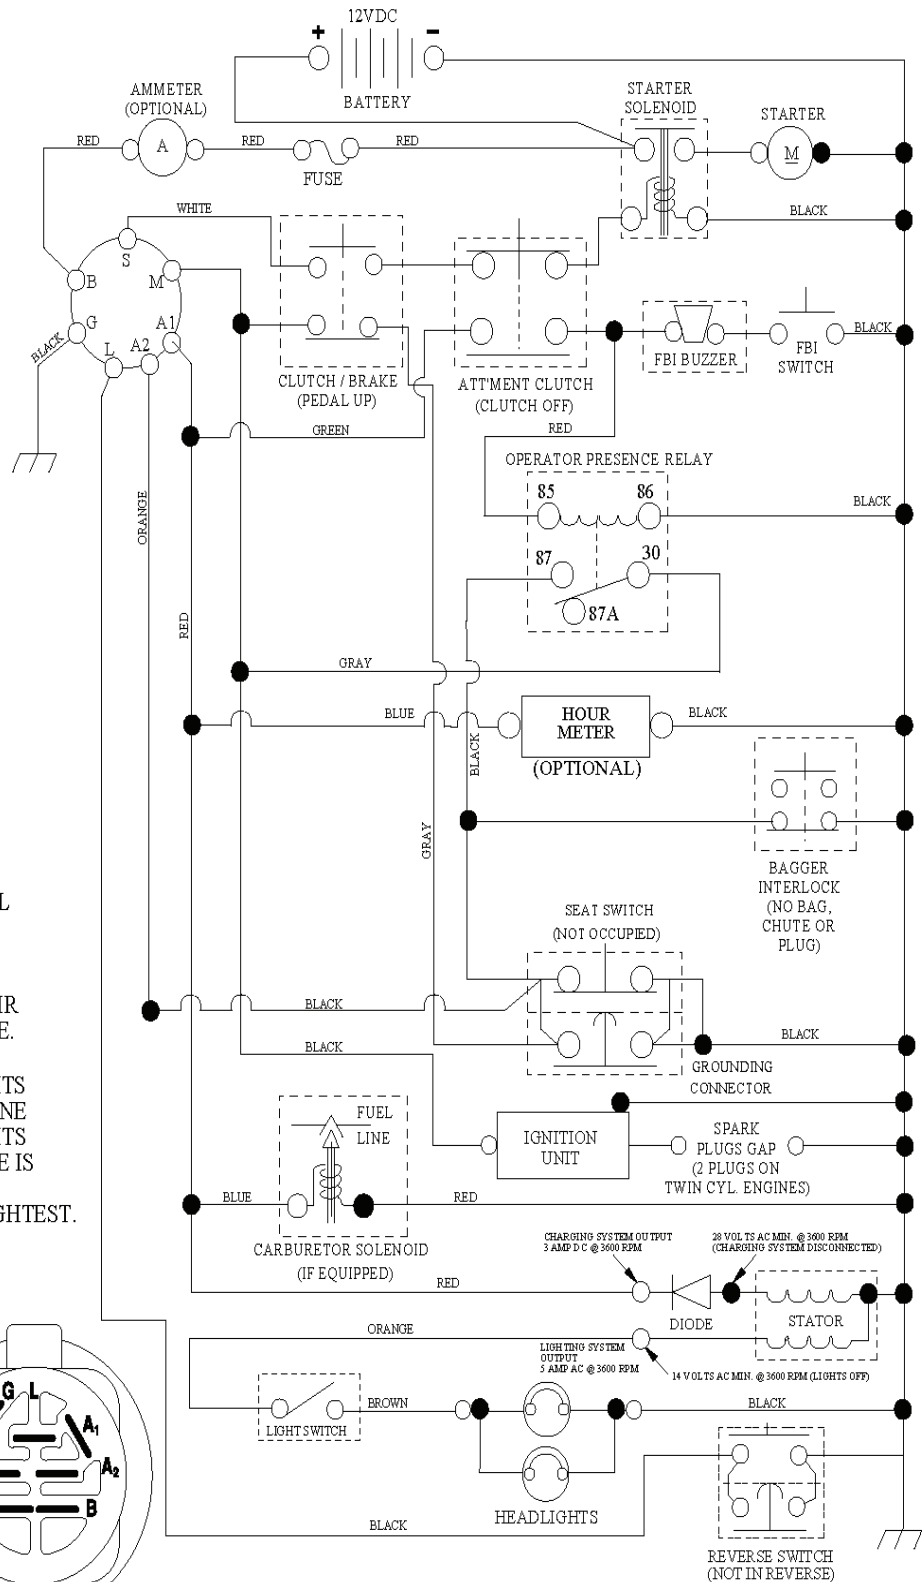 12VDC
+
-
BATTERY
AMMETER
(OPTIONAL)
STARTER
SOLENOID
STARTER
RED
A
RED
FUSE
RED
M
WHITE
BLACK
S
B
M
G
A1
L
A2
BLACK
CLUTCH / BRAKE
(PEDAL UP)
ATT'MENT CLUTCH
(CLUTCH OFF)
FBI BUZZER
FBI
SWITCH
BLACK
GREEN
RED
OPERATOR PRESENCE RELAY
85
86
BLACK
ORANGE
87
30
87A
RED
GRAY
BLUE
HOUR
METER
BLACK
(OPTIONAL)
BLACK
GRAY
BAGGER
INTERLOCK
(NO BAG,
CHUTE OR
PLUG)
L
SEAT SWITCH
(NOT OCCUPIED)
IR
E.
BLACK
BLACK
BLACK
GROUNDING
CONNECTOR
TS
NE
TS
E IS
GHTEST.
FUEL
LINE
IGNITION
UNIT
SPARK
PLUGS GAP
(2 PLUGS ON
TWIN CYL. ENGINES)
BLUE
RED
CARBURETOR SOLENOID
(IF EQUIPPED)
CHARGING SYSTEM OUTPUT
3 AMP DC @ 3600 RPM
28 VOLTS AC MIN. @ 3600 RPM
(CHARGING SYSTEM DISCONNECTED)
RED
DIODE
STATOR
ORANGE
LIGHTING SYSTEM
OUTPUT
5 AMP AC @ 3600 RPM
14 VOLTS AC MIN. @ 3600 RPM (LIGHTS OFF)
LIGHT SWITCH
BROWN
BLACK
HEADLIGHTS
G
L
A1
A2
B
BLACK
REVERSE SWITCH
(NOT IN REVERSE)